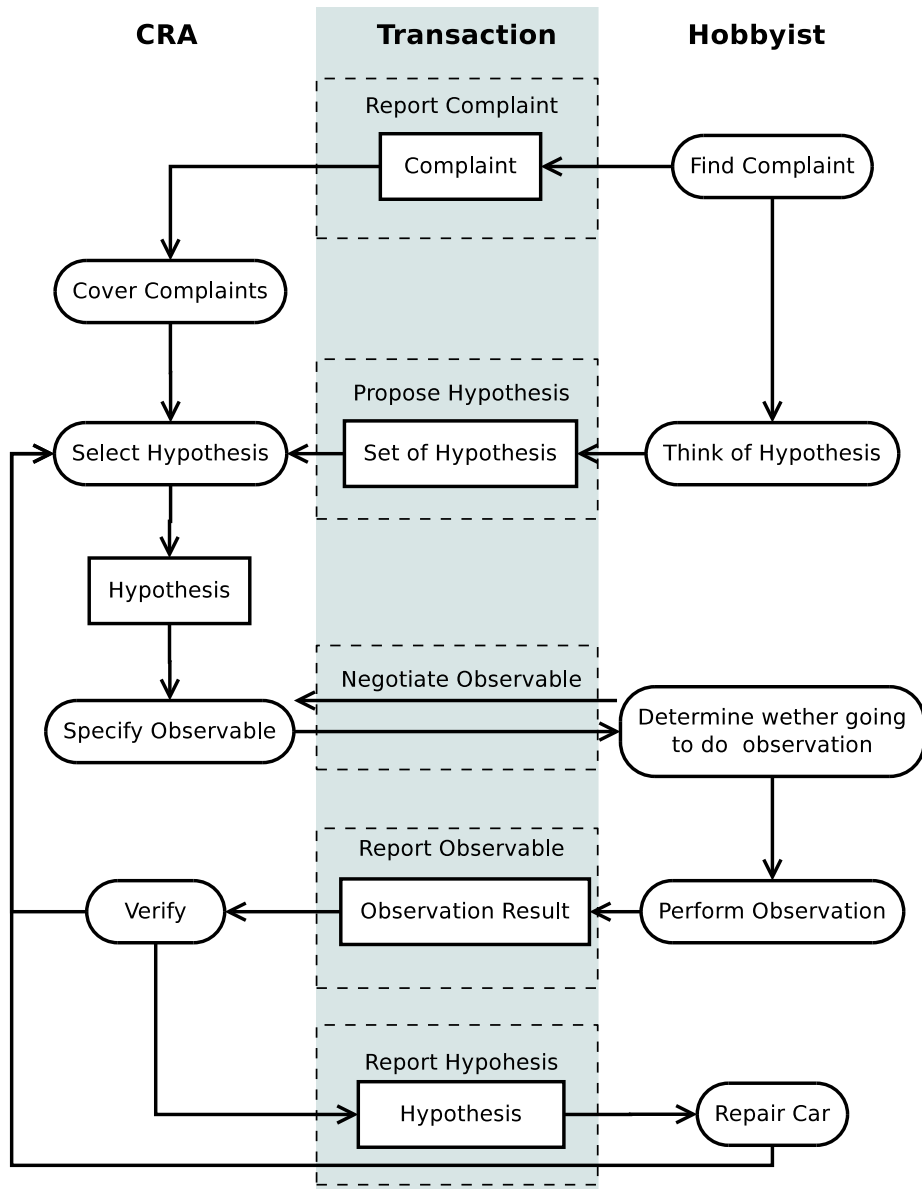 CRA
Transaction
Hobbyist
Report Complaint
Complaint
Find Complaint
Cover Complaints
Propose Hypothesis
Select Hypothesis
Set of Hypothesis
Think of Hypothesis
Hypothesis
Negotiate Observable
Specify Observable
Determine wether going
to do observation
Report Observable
Verify
Observation Result
Perform Observation
Report Hypohesis
Hypothesis
Repair Car